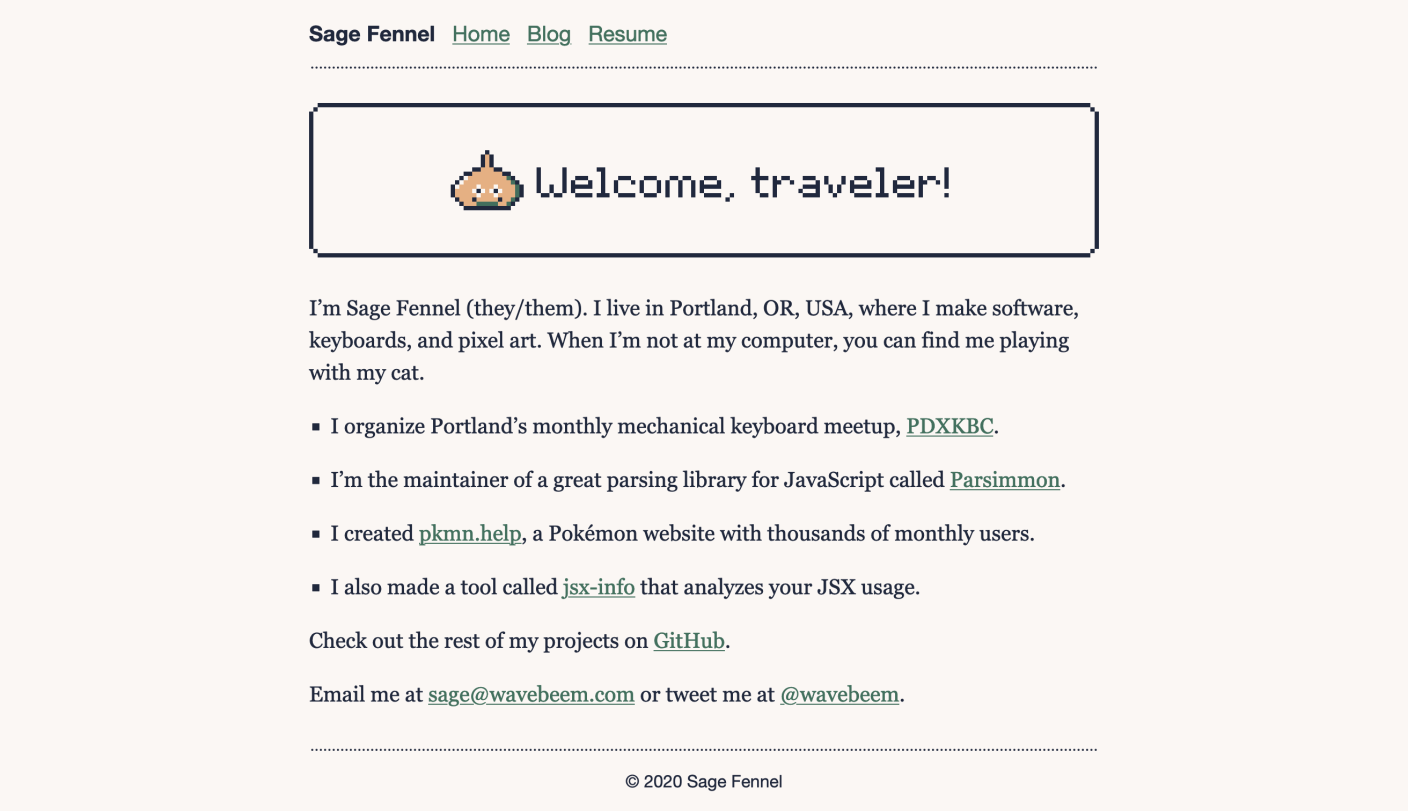 Sage Fennel Home Blog Resume
Welcome, traveler!
I’m Sage Fennel (they/them). I live in Portland, OR, USA, where I make software,
keyboards, and pixel art. When I’m not at my computer, you can find me playing
with my cat.
▪ I organize Portland’s monthly mechanical keyboard meetup, PDXKBC.
▪ I’m the maintainer of a great parsing library for JavaScript called Parsimmon.
▪ I created pkmn.help, a Pokémon website with thousands of monthly users.
▪ I also made a tool called jsx-info that analyzes your JSX usage.
Check out the rest of my projects on GitHub.
Email me at sage@wavebeem.com or tweet me at @wavebeem.
© 2020 Sage Fennel